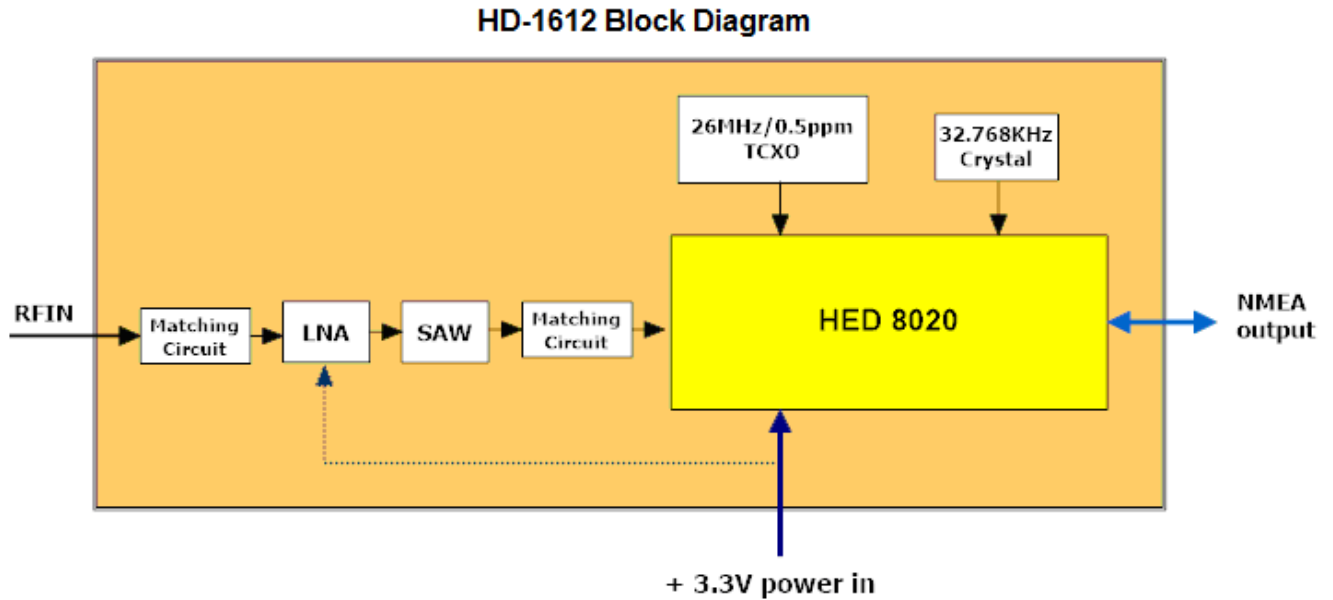 HD-1612 Block Diagram
26MHz/0.5ppm
TCXO
32.768KHz
Crystal
RFIN
Matching
Circuit
LNA
SAW
Matching
Circuit
HED 8020
NMEA
output
+ 3.3V power in